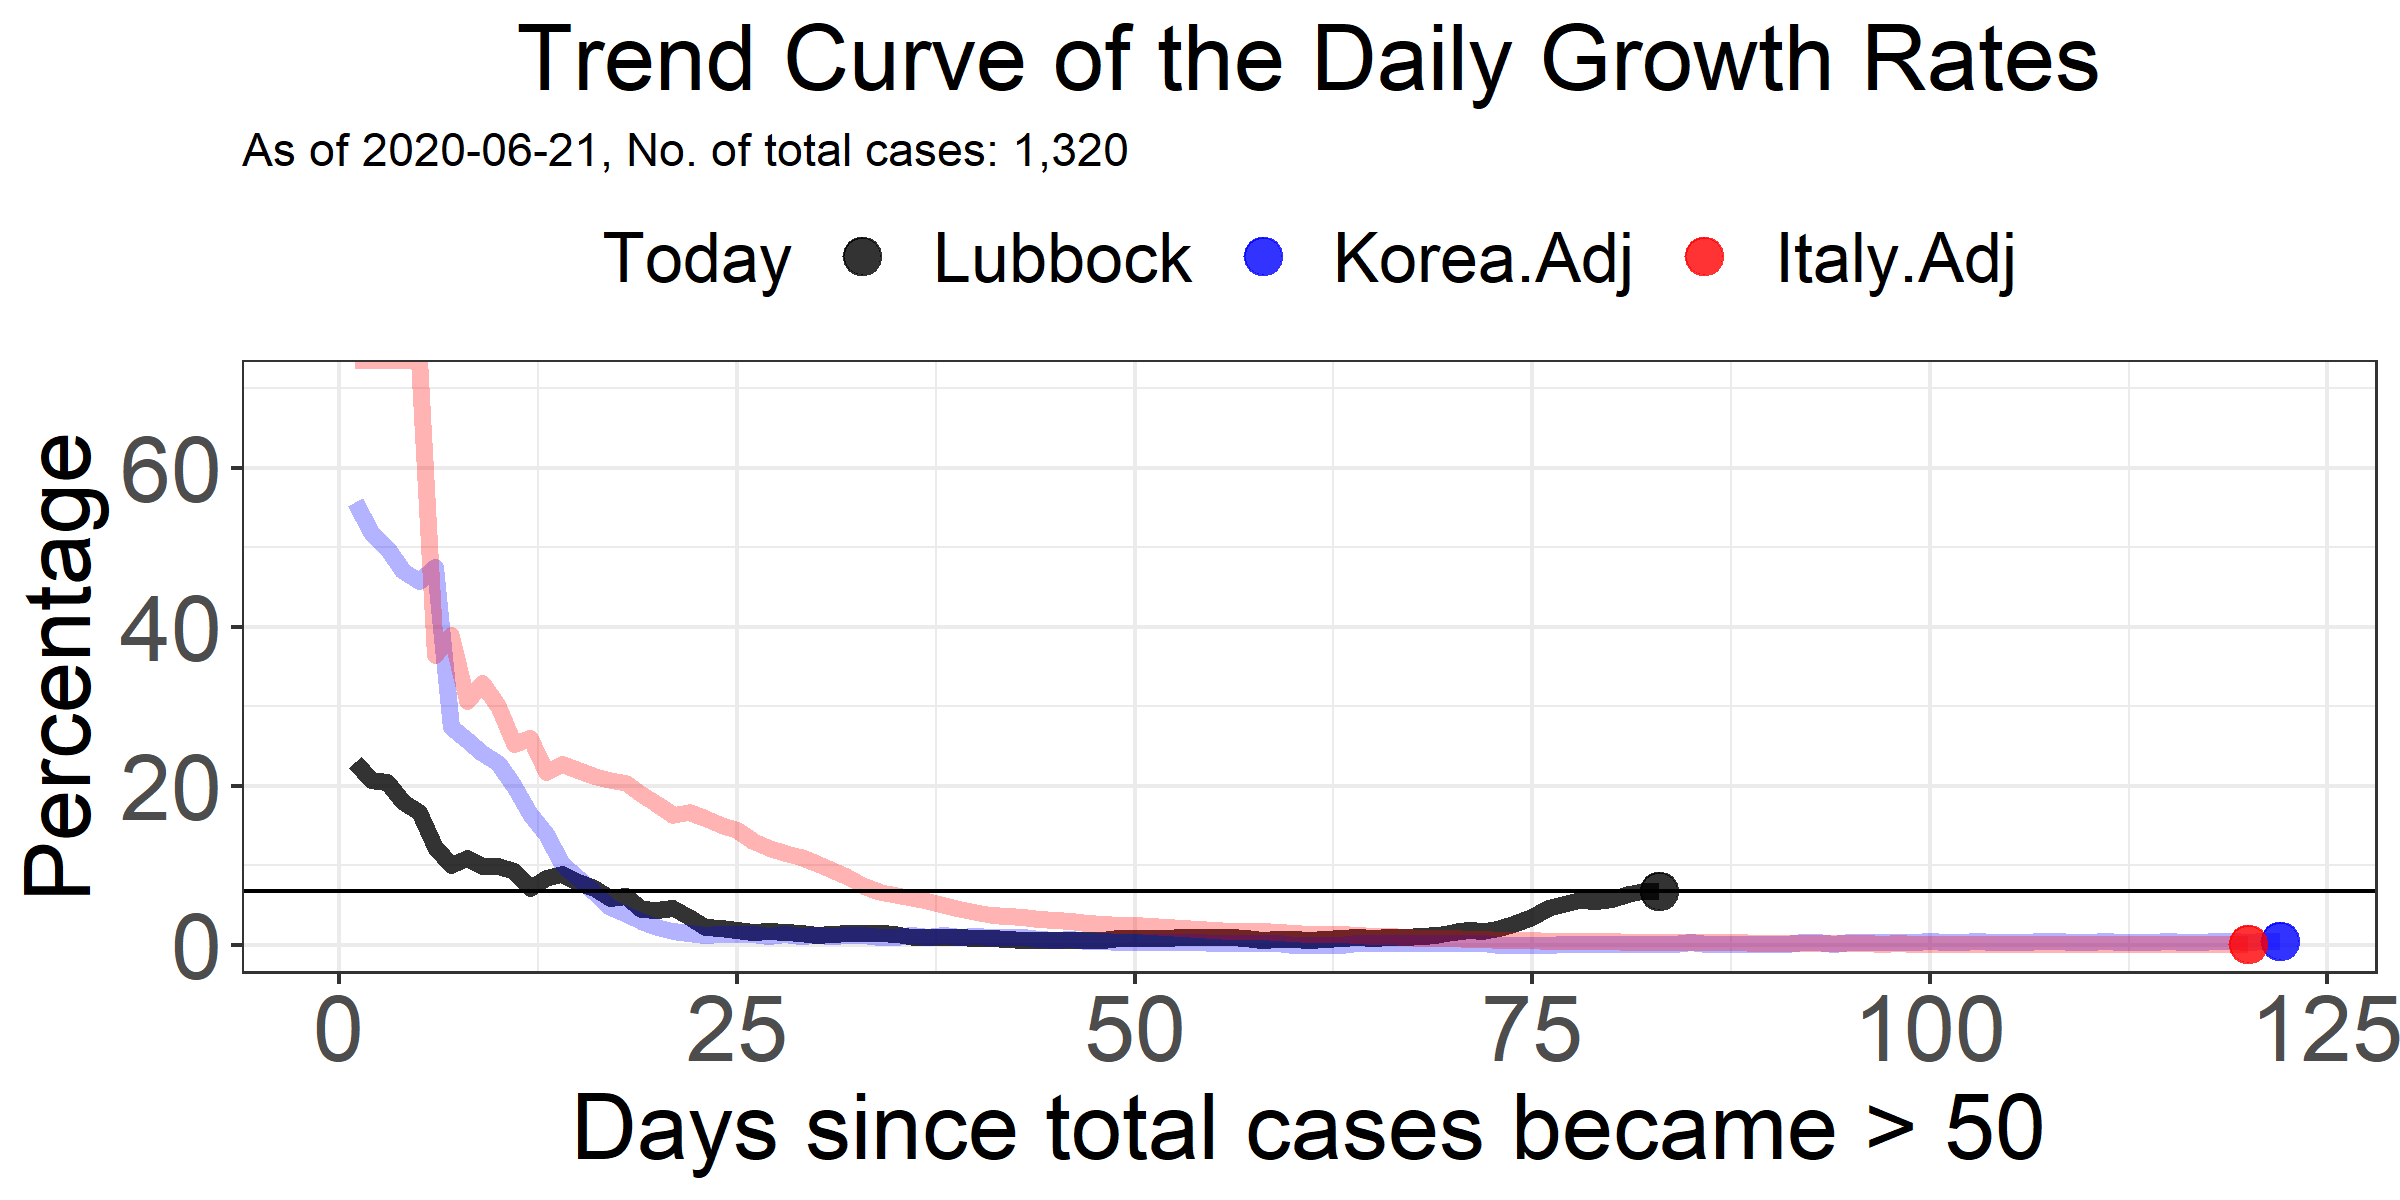 Trend Curve of the Daily Growth Rates
As of 2020-06-21, No. of total cases: 1,320
Today Lubbock Korea.Adj Italy.Adj
Percentage
60
40
20
0
0 25 50 75 100 125
Days since total cases became > 50